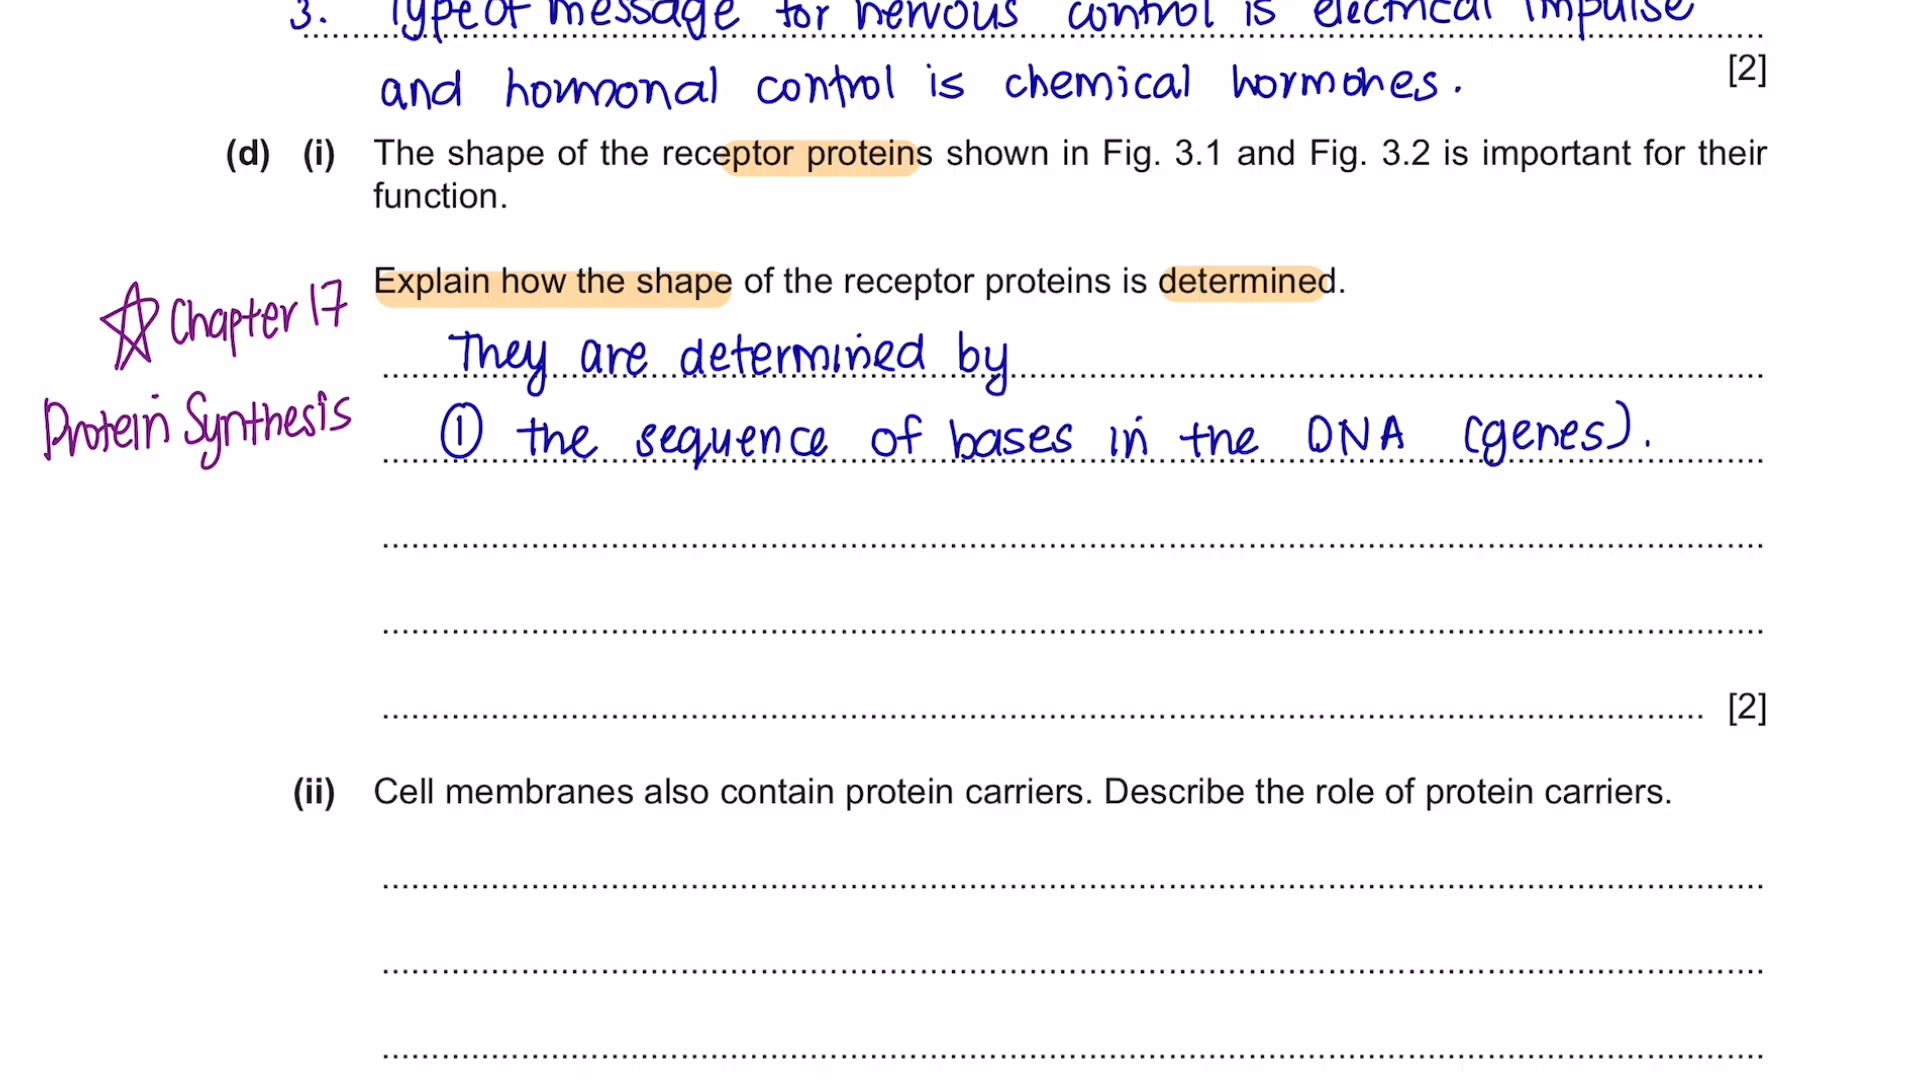 3. Type of message for nervous control is electrical impulse
[2]
and hormonal control is chemical hormones.
(d) (i) The shape of the receptor proteins shown in Fig. 3.1 and Fig. 3.2 is important for their
function.
Explain how the shape of the receptor proteins is determined.
☆ Chapter 17
Protein Synthesis
They are determined by
① the sequence of bases in the DNA (genes).
[2]
(ii) Cell membranes also contain protein carriers. Describe the role of protein carriers.